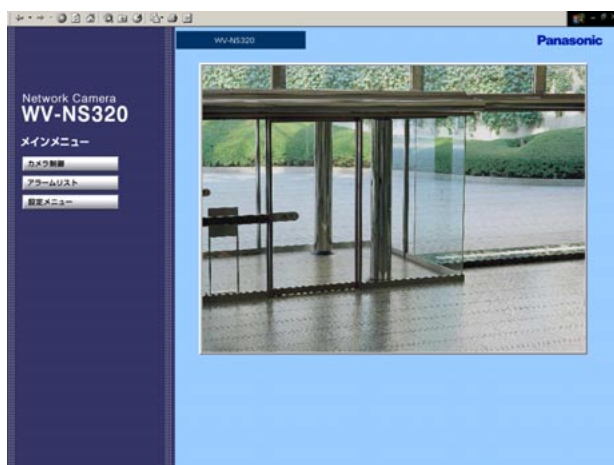 WV-NS320
Panasonic
Network Camera
WV-NS320
メインメニュー
カメラ制御
アラームリスト
設定メニュー